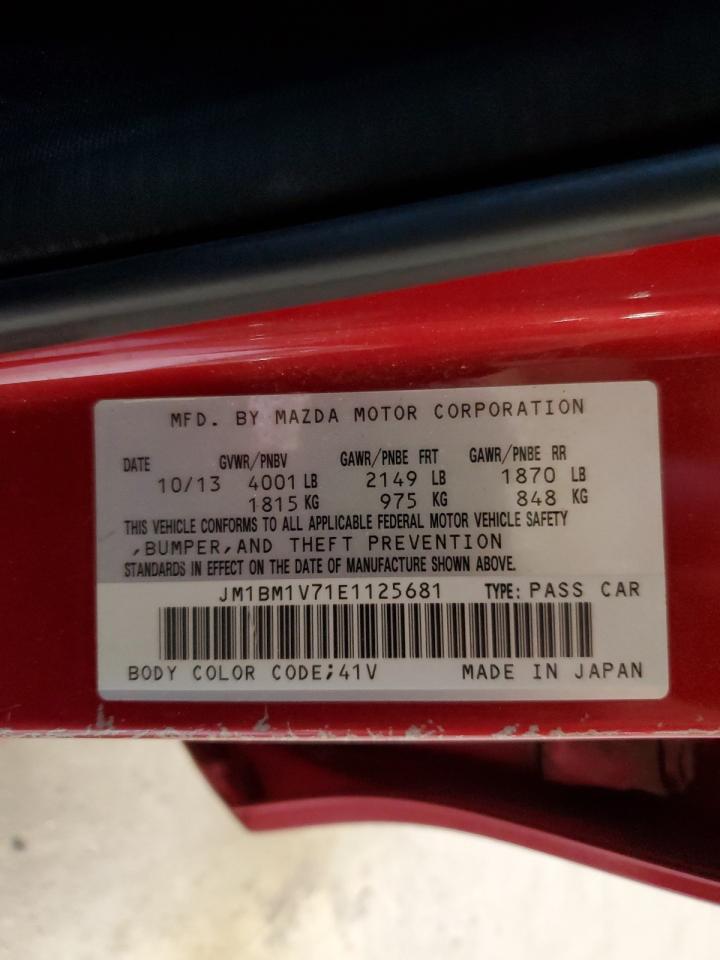 MFD. BY MAZDA MOTOR CORPORATION
DATE GVWR/PNBV GAWR/PNBE FRT GAWR/PNBE RR
10/13 4001 LB 2149 LB 1870 LB
1815 KG 975 KG 848 KG
THIS VEHICLE CONFORMS TO ALL APPLICABLE FEDERAL MOTOR VEHICLE SAFETY
,BUMPER,AND THEFT PREVENTION
STANDARDS IN EFFECT ON THE DATE OF MANUFACTURE SHOWN ABOVE.
JM1BM1V71E1125681 TYPE: PASS CAR
BODY COLOR CODE;41V MADE IN JAPAN